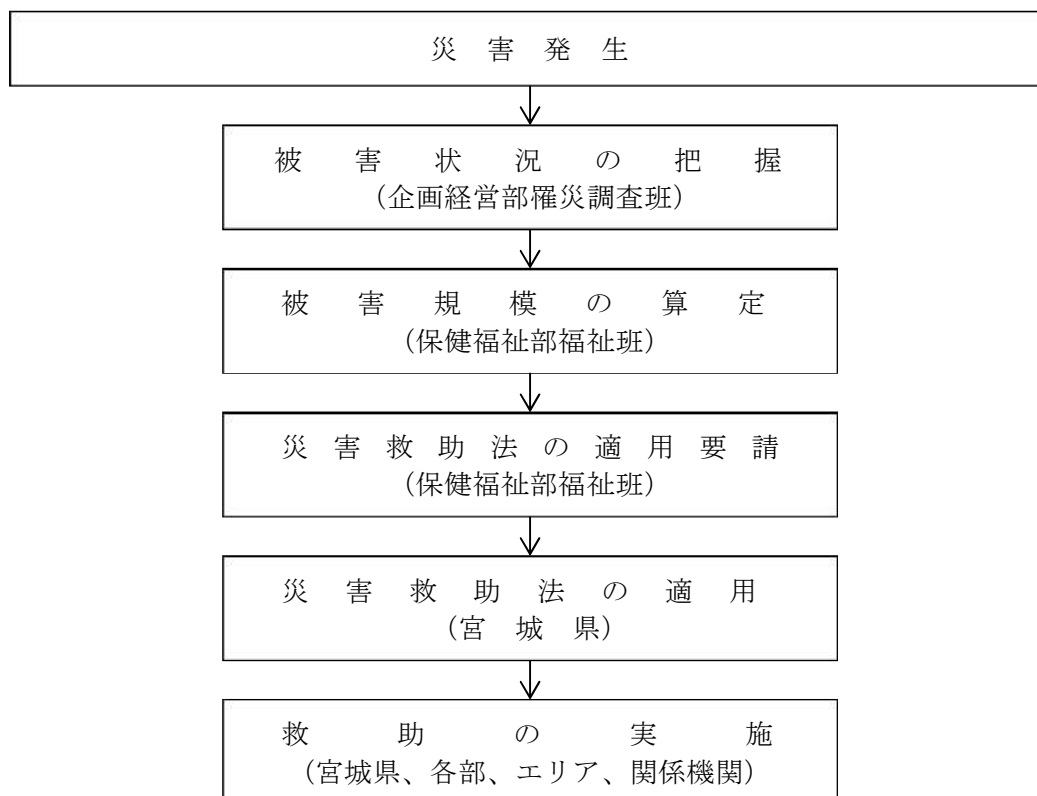 災害発生
被害状況の把握
（企画経営部罹災調査班）
被害規模の算定
（保健福祉部福祉班）
災害救助法の適用要請
（保健福祉部福祉班）
災害救助法の適用
（宮城県）
救助の実施
（宮城県、各部、エリア、関係機関）